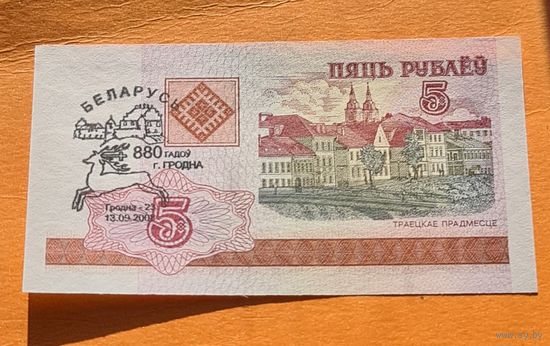 БЕЛАРУСЬ
880 ГАДОЎ
г. ГРОДНА
Гродна - 23
13.09.2008
5
ПЯЦЬ РУБЛЁЎ
5
ТРАЕЦКАЕ ПРАДМЕСЦЕ